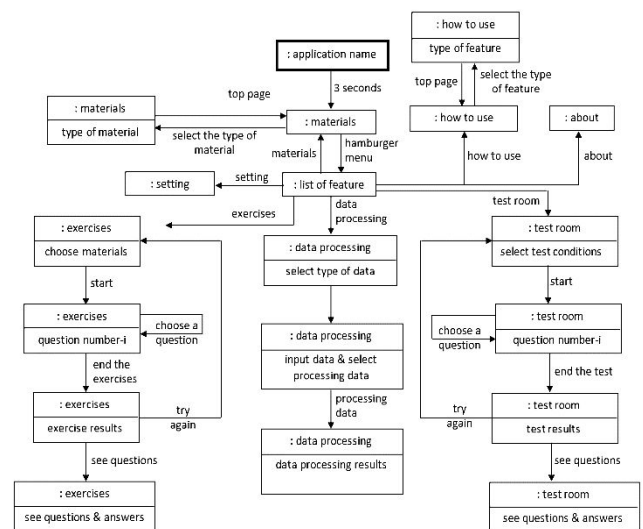 : how to use
type of feature
: application name
3 seconds
top page
select the type
of feature
: materials
type of material
top page
select the type of
material
: materials
: how to use
: about
materials
hamburger
menu
how to use
about
: setting
setting
: list of feature
exercises
data
processing
test room
: exercises
choose materials
: data processing
select type of data
: test room
select test conditions
start
start
: exercises
question number-i
choose a
question
: data processing
input data & select
processing data
choose a
question
: test room
question number-i
end the
exercises
end the test
processing
data
: exercises
exercise results
try
again
: data processing
data processing results
try
again
: test room
test results
see questions
see questions
: exercises
see questions & answers
: test room
see questions & answers